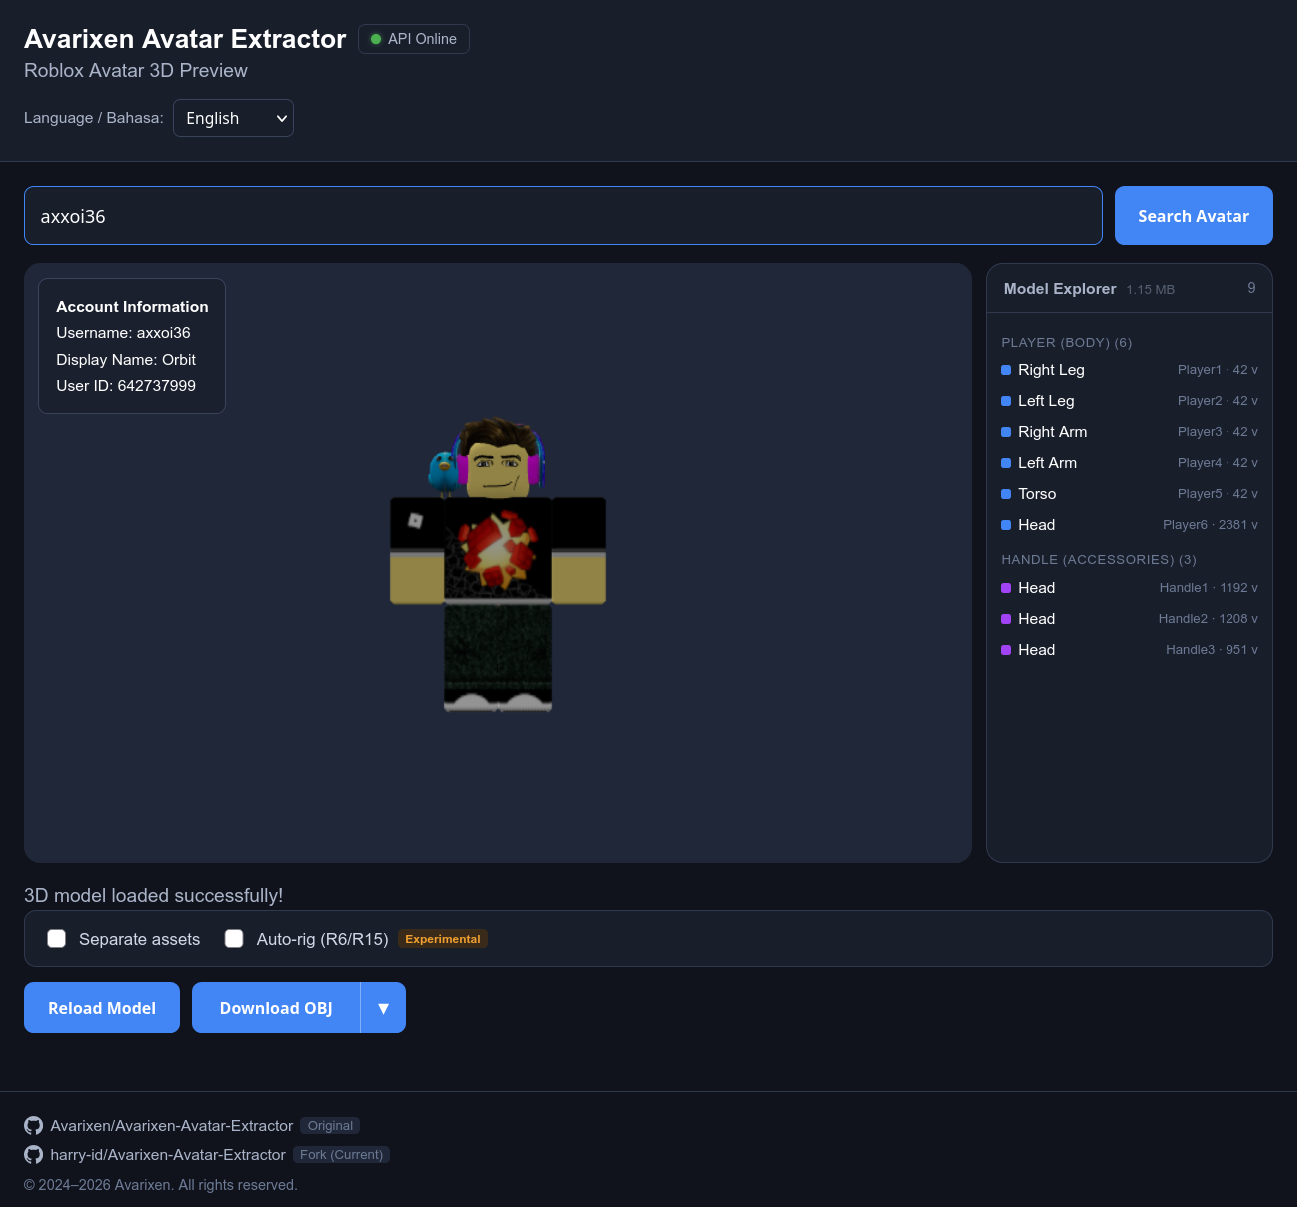 Avarixen Avatar Extractor
API Online
Roblox Avatar 3D Preview
Language / Bahasa:
English
axxoi36
Search Avatar
Account Information
Username: axxoi36
Display Name: Orbit
User ID: 642737999
Model Explorer 1.15 MB 9
PLAYER (BODY) (6)
Right Leg Player1 · 42 v
Left Leg Player2 · 42 v
Right Arm Player3 · 42 v
Left Arm Player4 · 42 v
Torso Player5 · 42 v
Head Player6 · 2381 v
HANDLE (ACCESSORIES) (3)
Head Handle1 · 1192 v
Head Handle2 · 1208 v
Head Handle3 · 951 v
3D model loaded successfully!
Separate assets Auto-rig (R6/R15) Experimental
Reload Model Download OBJ ▼
Avarixen/Avarixen-Avatar-Extractor Original
harry-id/Avarixen-Avatar-Extractor Fork (Current)
© 2024–2026 Avarixen. All rights reserved.